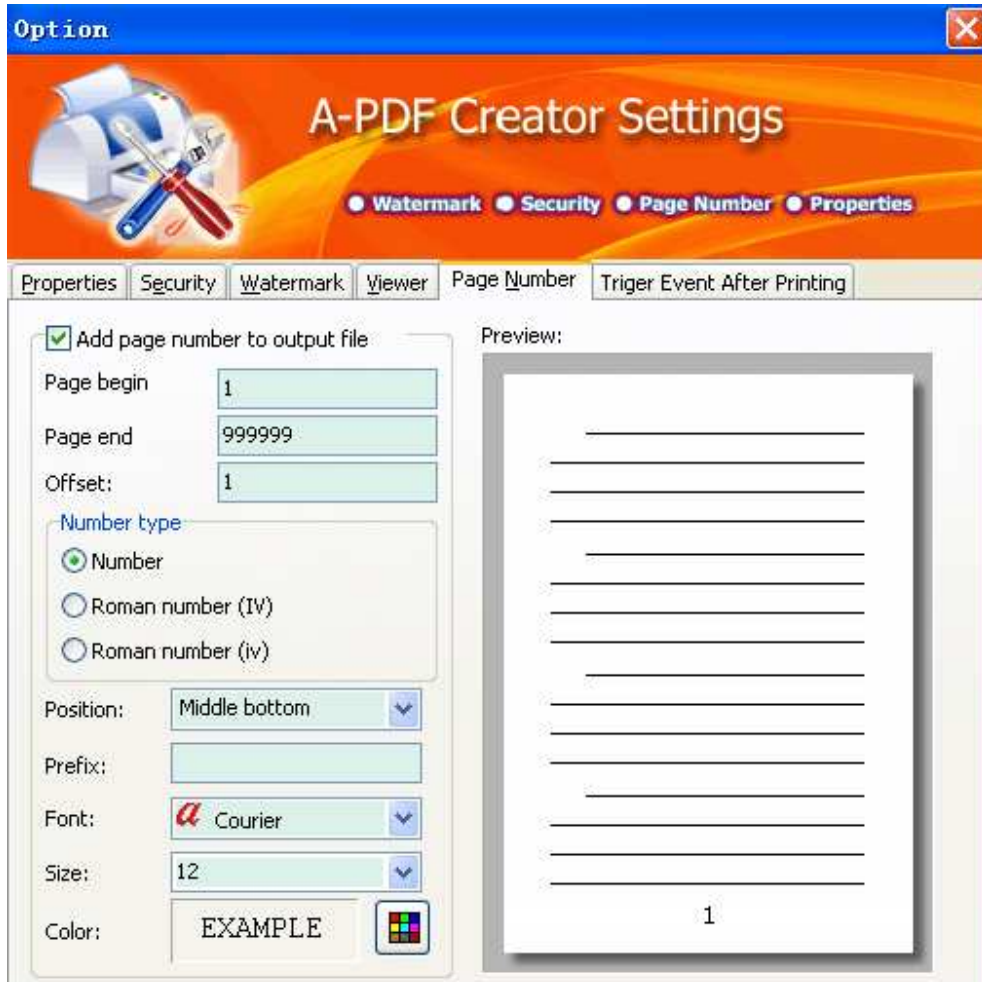 Option
A-PDF Creator Settings
Watermark Security Page Number Properties
Properties Security Watermark Viewer Page Number Triger Event After Printing
Add page number to output file
Page begin 1
Page end 999999
Offset: 1
Number type
Number
Roman number (IV)
Roman number (iv)
Position: Middle bottom
Prefix:
Font: a Courier
Size: 12
Color: EXAMPLE
Preview:
1